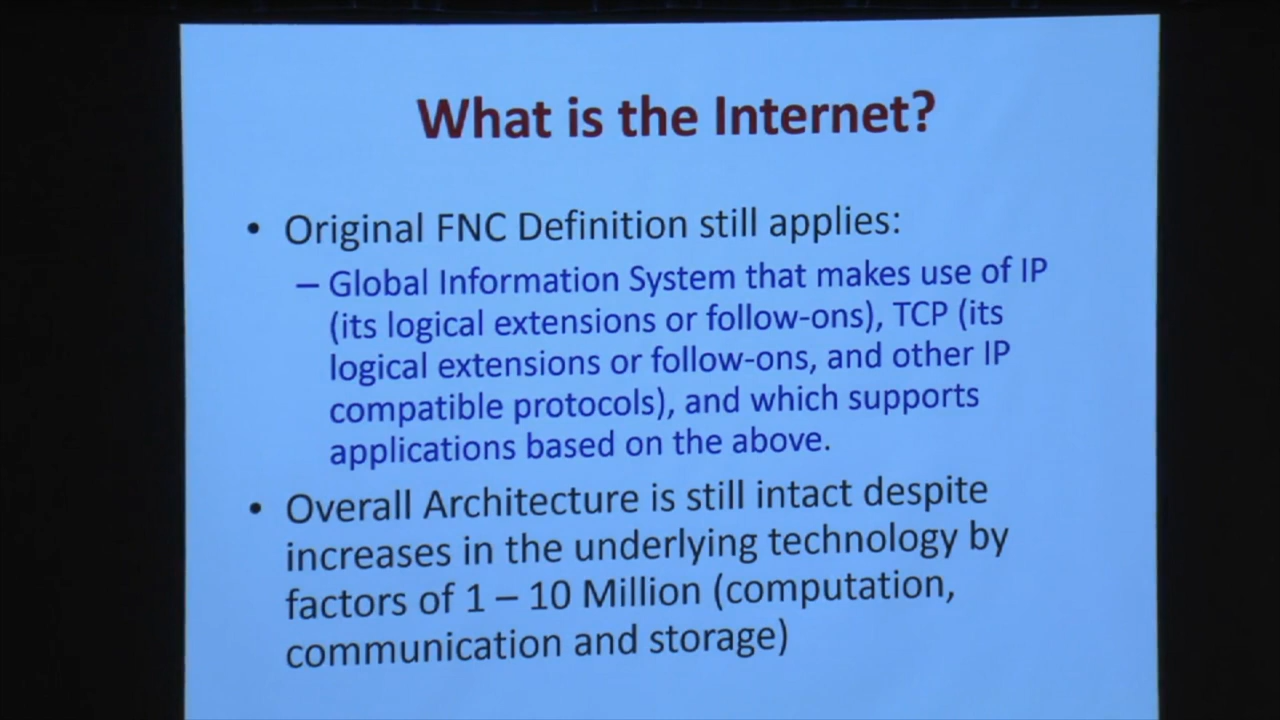 What is the Internet?
• Original FNC Definition still applies:
– Global Information System that makes use of IP
(its logical extensions or follow-ons), TCP (its
logical extensions or follow-ons, and other IP
compatible protocols), and which supports
applications based on the above.
• Overall Architecture is still intact despite
increases in the underlying technology by
factors of 1 – 10 Million (computation,
communication and storage)